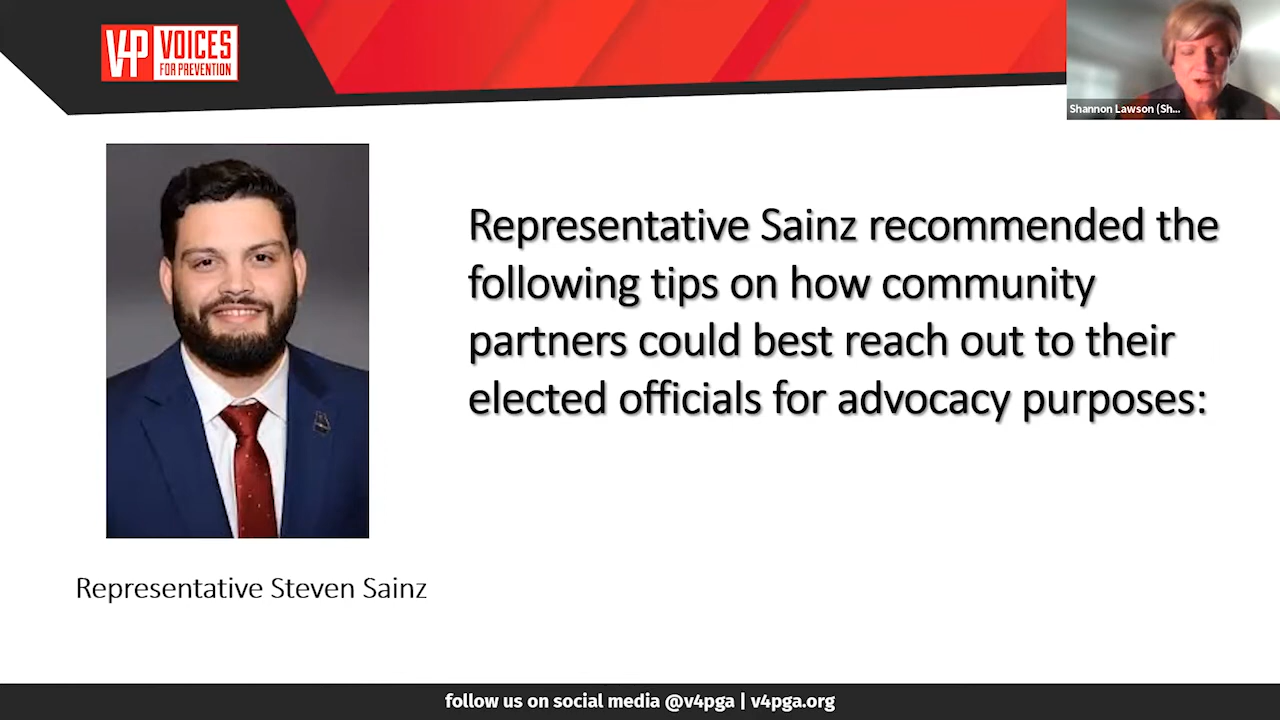 V4P VOICES
FOR PREVENTION
Shannon Lawson (Sh...
Representative Sainz recommended the
following tips on how community
partners could best reach out to their
elected officials for advocacy purposes:
Representative Steven Sainz
follow us on social media @v4pga | v4pga.org